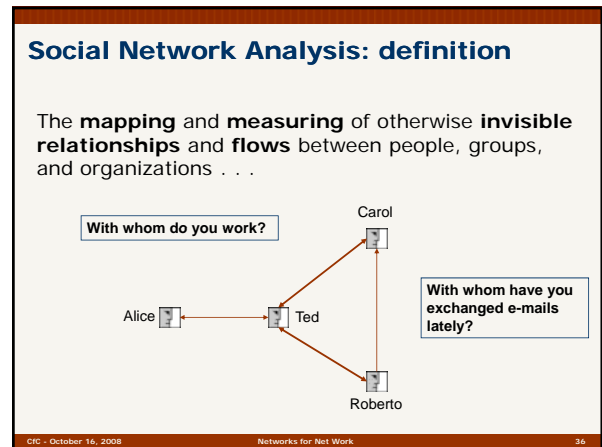 Social Network Analysis: definition
The mapping and measuring of otherwise invisible
relationships and flows between people, groups,
and organizations . . .
Carol
With whom do you work?
With whom have you
exchanged e-mails
lately?
Alice
Ted
Roberto
CfC - October 16, 2008
Networks for Net Work
36